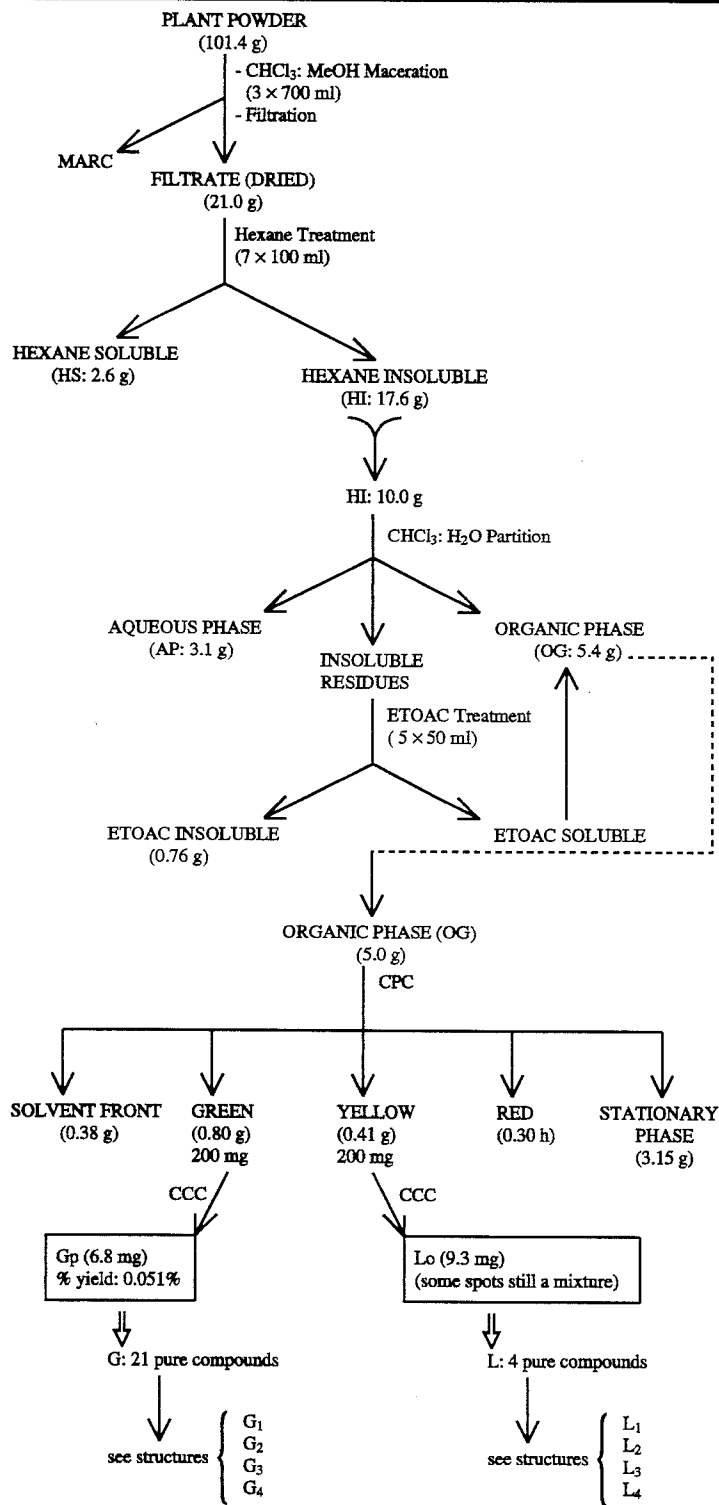 PLANT POWDER
(101.4 g)
- CHCl₃: MeOH Maceration
(3 × 700 ml)
- Filtration
MARC
FILTRATE (DRIED)
(21.0 g)
Hexane Treatment
(7 × 100 ml)
HEXANE SOLUBLE
(HS: 2.6 g)
HEXANE INSOLUBLE
(HI: 17.6 g)
HI: 10.0 g
CHCl₃: H₂O Partition
AQUEOUS PHASE
(AP: 3.1 g)
INSOLUBLE
RESIDUES
ORGANIC PHASE
(OG: 5.4 g)
ETOAC Treatment
( 5 × 50 ml)
ETOAC INSOLUBLE
(0.76 g)
ETOAC SOLUBLE
ORGANIC PHASE (OG)
(5.0 g)
CPC
SOLVENT FRONT
(0.38 g)
GREEN
(0.80 g)
200 mg
YELLOW
(0.41 g)
200 mg
RED
(0.30 h)
STATIONARY
PHASE
(3.15 g)
CCC
CCC
Gp (6.8 mg)
% yield: 0.051%
Lo (9.3 mg)
(some spots still a mixture)
G: 21 pure compounds
L: 4 pure compounds
see structures
G₁
G₂
G₃
G₄
see structures
L₁
L₂
L₃
L₄